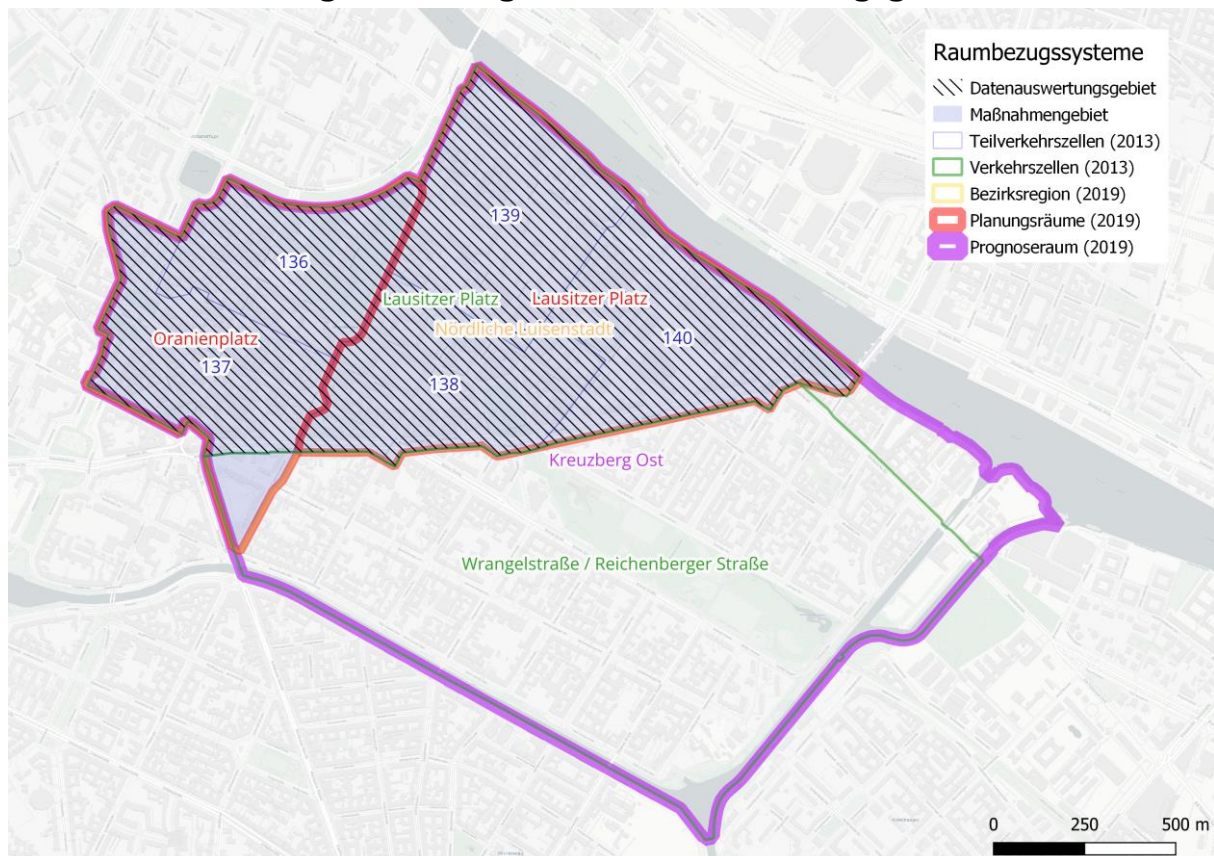 Raumbezugssysteme
Datenauswertungsgebiet
Maßnahmengebiet
Teilverkehrszellen (2013)
Verkehrszellen (2013)
Bezirksregion (2019)
Planungsräume (2019)
Prognoseraum (2019)
139
136
Lausitzer Platz
Lausitzer Platz
Nördliche Luisenstadt
Oranienplatz
140
137
138
Kreuzberg Ost
Wrangelstraße / Reichenberger Straße
0 250 500 m